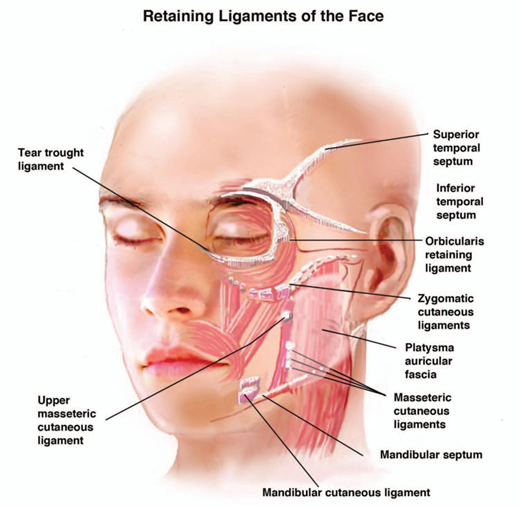 Retaining Ligaments of the Face
Tear trought
ligament
Superior
temporal
septum
Inferior
temporal
septum
Orbicularis
retaining
ligament
Zygomatic
cutaneous
ligaments
Platysma
auricular
fascia
Masseteric
cutaneous
ligaments
Upper
masseteric
cutaneous
ligament
Mandibular septum
Mandibular cutaneous ligament